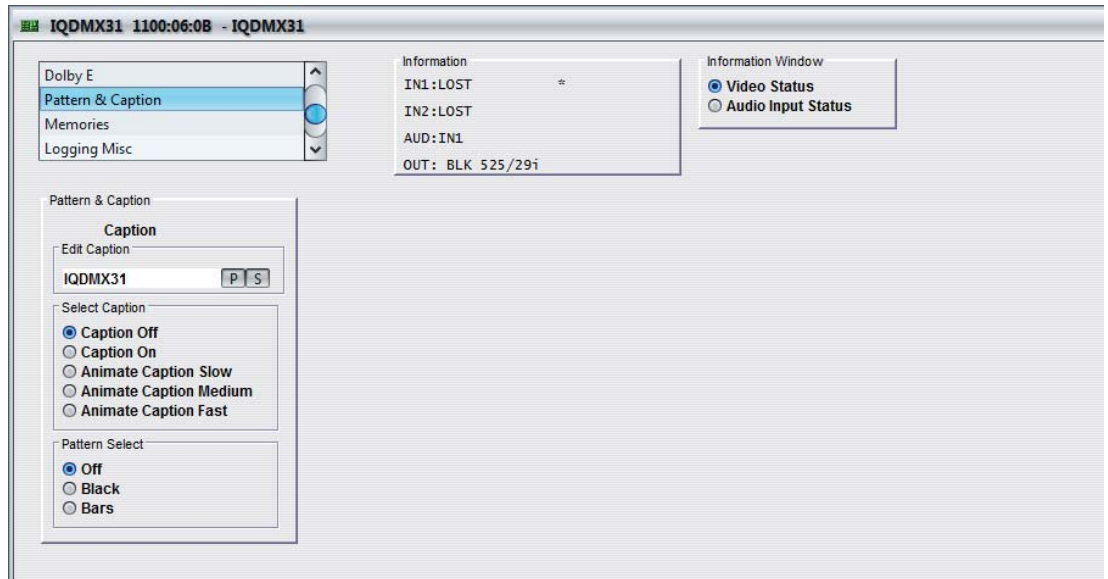 IQDMX31 1100:06:0B - IQDMX31
Dolby E
Pattern & Caption
Memories
Logging Misc
Information
IN1:LOST *
IN2:LOST
AUD:IN1
OUT: BLK 525/29i
Information Window
Video Status
Audio Input Status
Pattern & Caption
Caption
Edit Caption
IQDMX31 P S
Select Caption
Caption Off
Caption On
Animate Caption Slow
Animate Caption Medium
Animate Caption Fast
Pattern Select
Off
Black
Bars